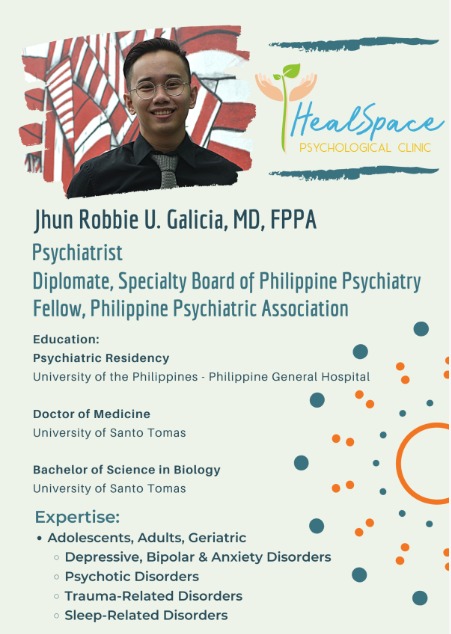 HealSpace
PSYCHOLOGICAL CLINIC
Jhun Robbie U. Galicia, MD, FPPA
Psychiatrist
Diplomate, Specialty Board of Philippine Psychiatry
Fellow, Philippine Psychiatric Association
Education:
Psychiatric Residency
University of the Philippines - Philippine General Hospital
Doctor of Medicine
University of Santo Tomas
Bachelor of Science in Biology
University of Santo Tomas
Expertise:
• Adolescents, Adults, Geriatric
○ Depressive, Bipolar & Anxiety Disorders
○ Psychotic Disorders
○ Trauma-Related Disorders
○ Sleep-Related Disorders